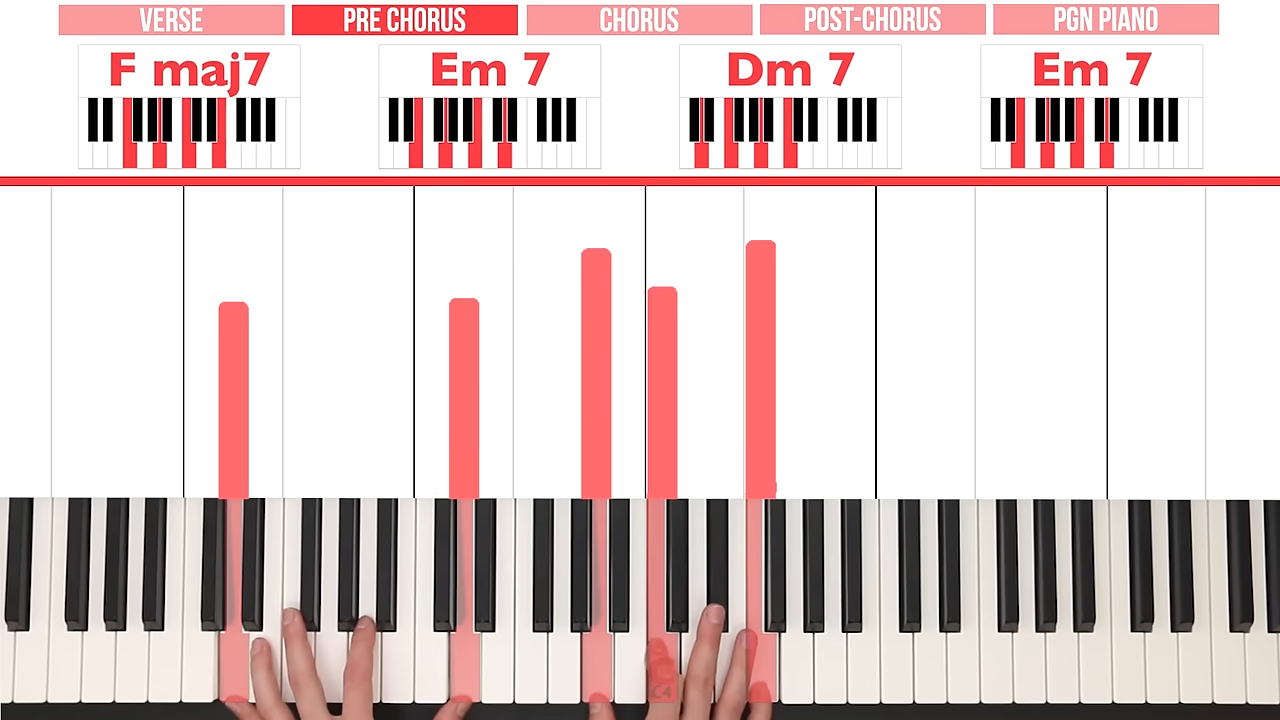 VERSE
PRE CHORUS
CHORUS
POST-CHORUS
PGN PIANO
F maj7
Em 7
Dm 7
Em 7
C4